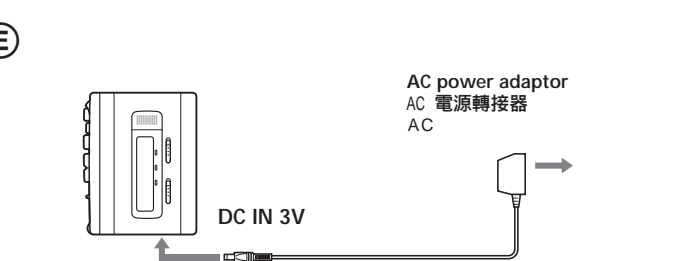 E
AC power adaptor
AC 電源轉接器
AC
DC IN 3V